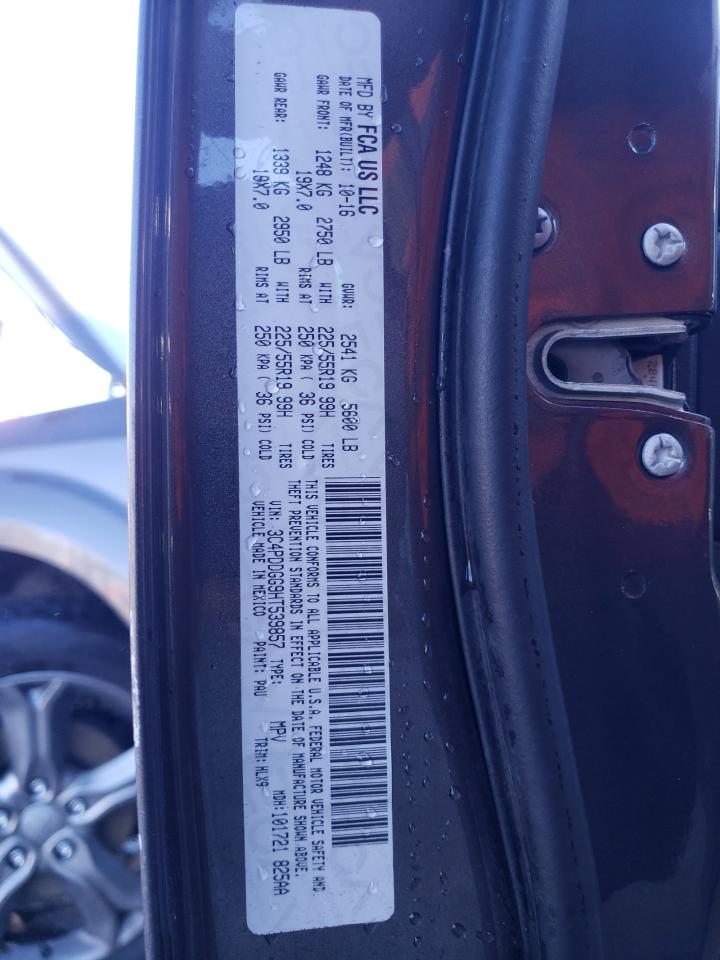 MFD BY FCA US LLC
DATE OF MFR(BUILT): 10-16 GVWR: 2541 KG 5600 LB
GAWR FRONT: 1248 KG 2750 LB WITH 225/55R19 99H TIRES
19X7.0 RIMS AT 250 KPA ( 36 PSI) COLD
GAWR REAR: 1339 KG 2950 LB WITH 225/55R19 99H TIRES
19X7.0 RIMS AT 250 KPA ( 36 PSI) COLD
THIS VEHICLE CONFORMS TO ALL APPLICABLE U.S.A. FEDERAL MOTOR VEHICLE SAFETY AND
THEFT PREVENTION STANDARDS IN EFFECT ON THE DATE OF MANUFACTURE SHOWN ABOVE.
VIN: 3C4PDDGG9HT539857 TYPE: MPV MDH:101721 825AA
VEHICLE MADE IN MEXICO PAINT: PAU TRIM: HLX9